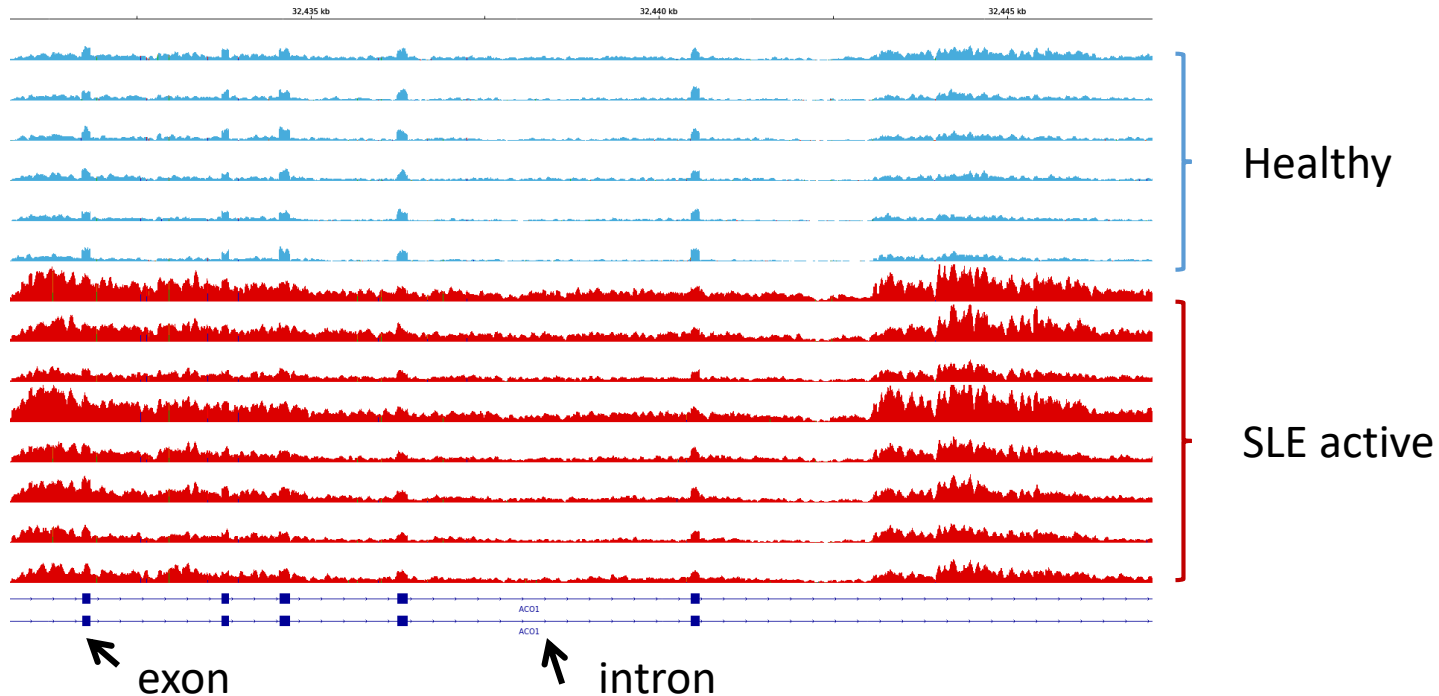 32,435 kb 32,440 kb 32,445 kb
Healthy
SLE active
ACO1
ACO1
exon intron